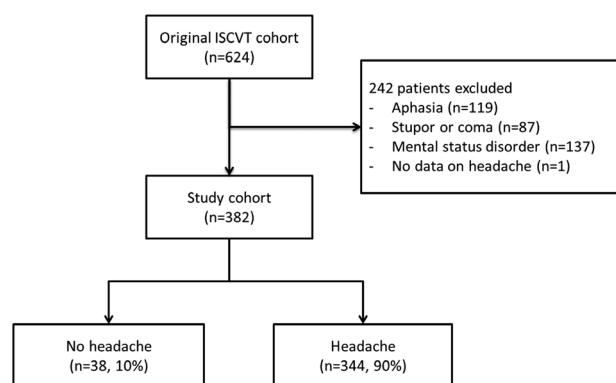 Original ISCVT cohort
(n=624)
242 patients excluded
- Aphasia (n=119)
- Stupor or coma (n=87)
- Mental status disorder (n=137)
- No data on headache (n=1)
Study cohort
(n=382)
No headache
(n=38, 10%)
Headache
(n=344, 90%)